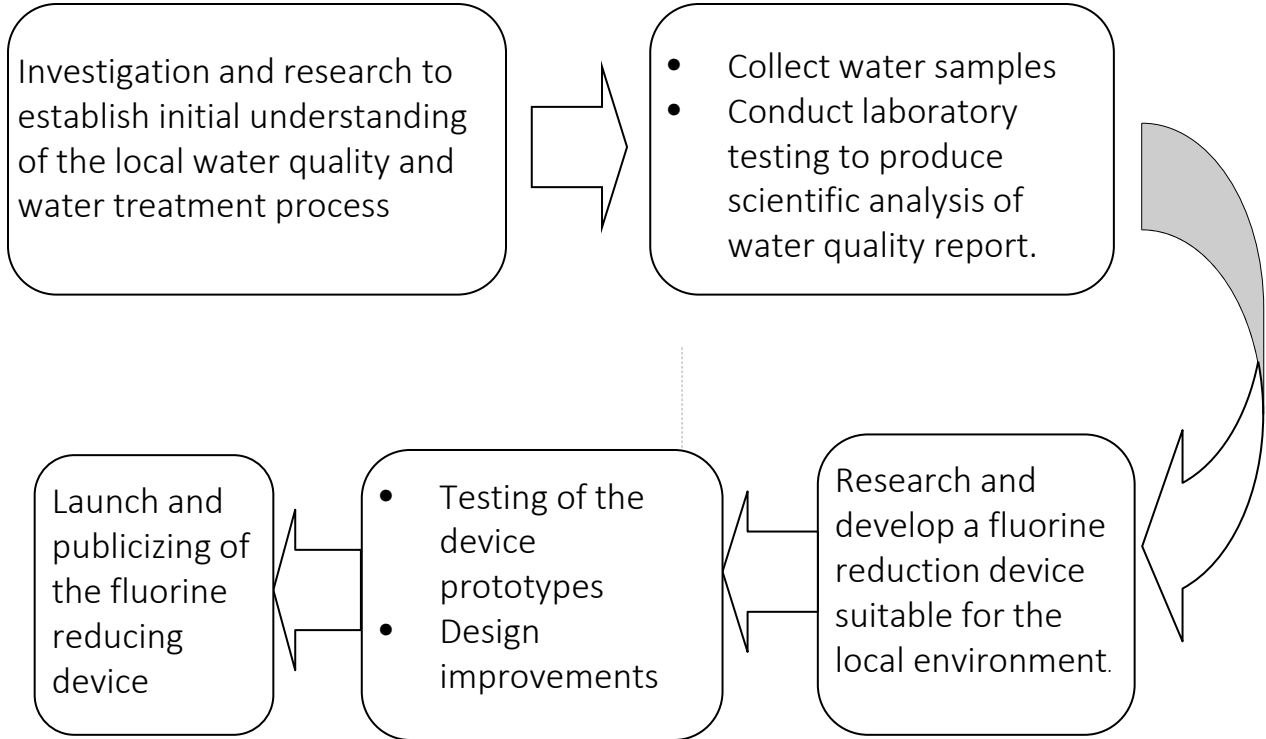 Investigation and research to
establish initial understanding
of the local water quality and
water treatment process
• Collect water samples
• Conduct laboratory
testing to produce
scientific analysis of
water quality report.
Research and
develop a fluorine
reduction device
suitable for the
local environment.
• Testing of the
device
prototypes
• Design
improvements
Launch and
publicizing of
the fluorine
reducing
device